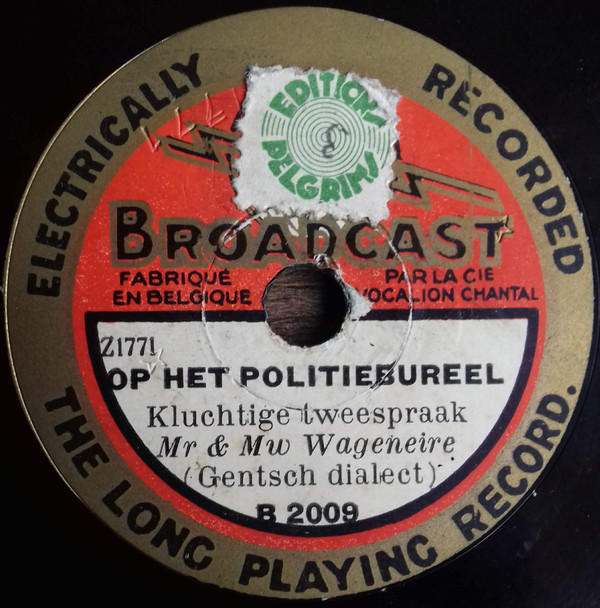 ELECTRICALLY RECORDED
EDITIONS
PELGRIMS
BROADCAST
FABRIQUÉ
EN BELGIQUE
PAR LA CIE
VOCALION CHANTAL
Z1771
OP HET POLITIEBUREEL
Kluchtige tweespraak
Mr & Mw Wageneire
(Gentsch dialect)
B 2009
THE LONG PLAYING RECORD.